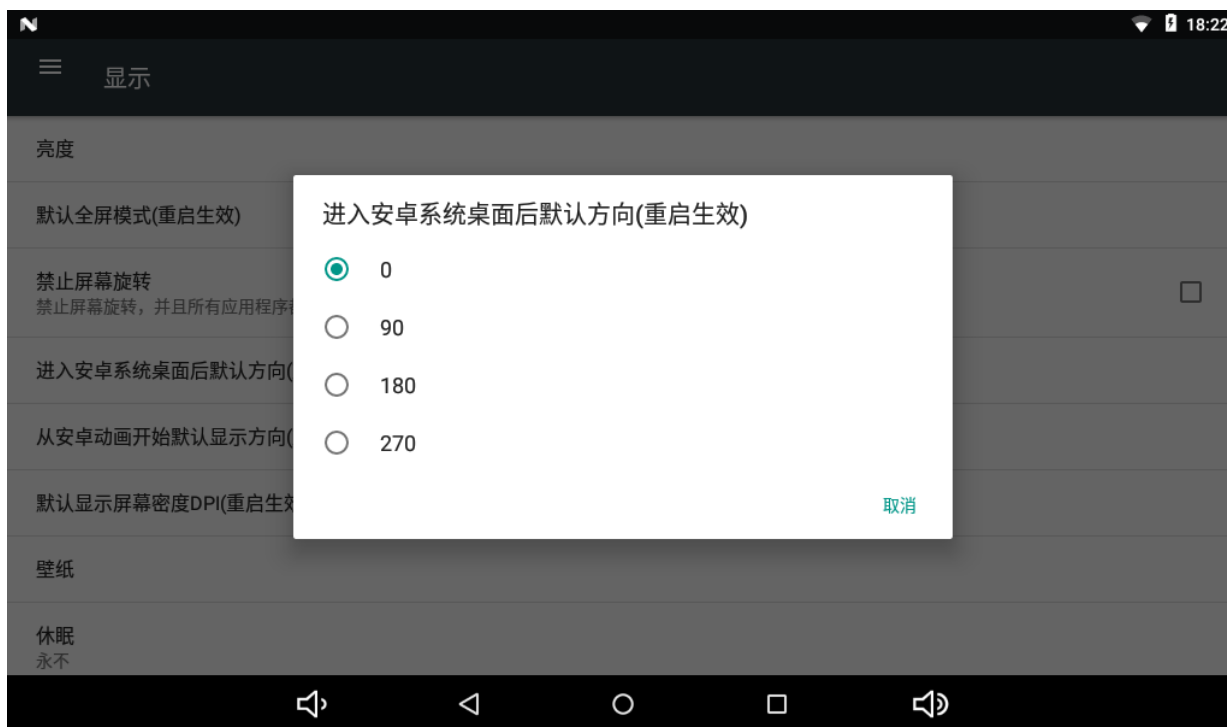 18:22
显示
亮度
默认全屏模式(重启生效)
进入安卓系统桌面后默认方向(重启生效)
0
禁止屏幕旋转
禁止屏幕旋转，并且所有应用程序
90
进入安卓系统桌面后默认方向(
180
从安卓动画开始默认显示方向(
270
默认显示屏幕密度DPI(重启生
取消
壁纸
休眠
永不